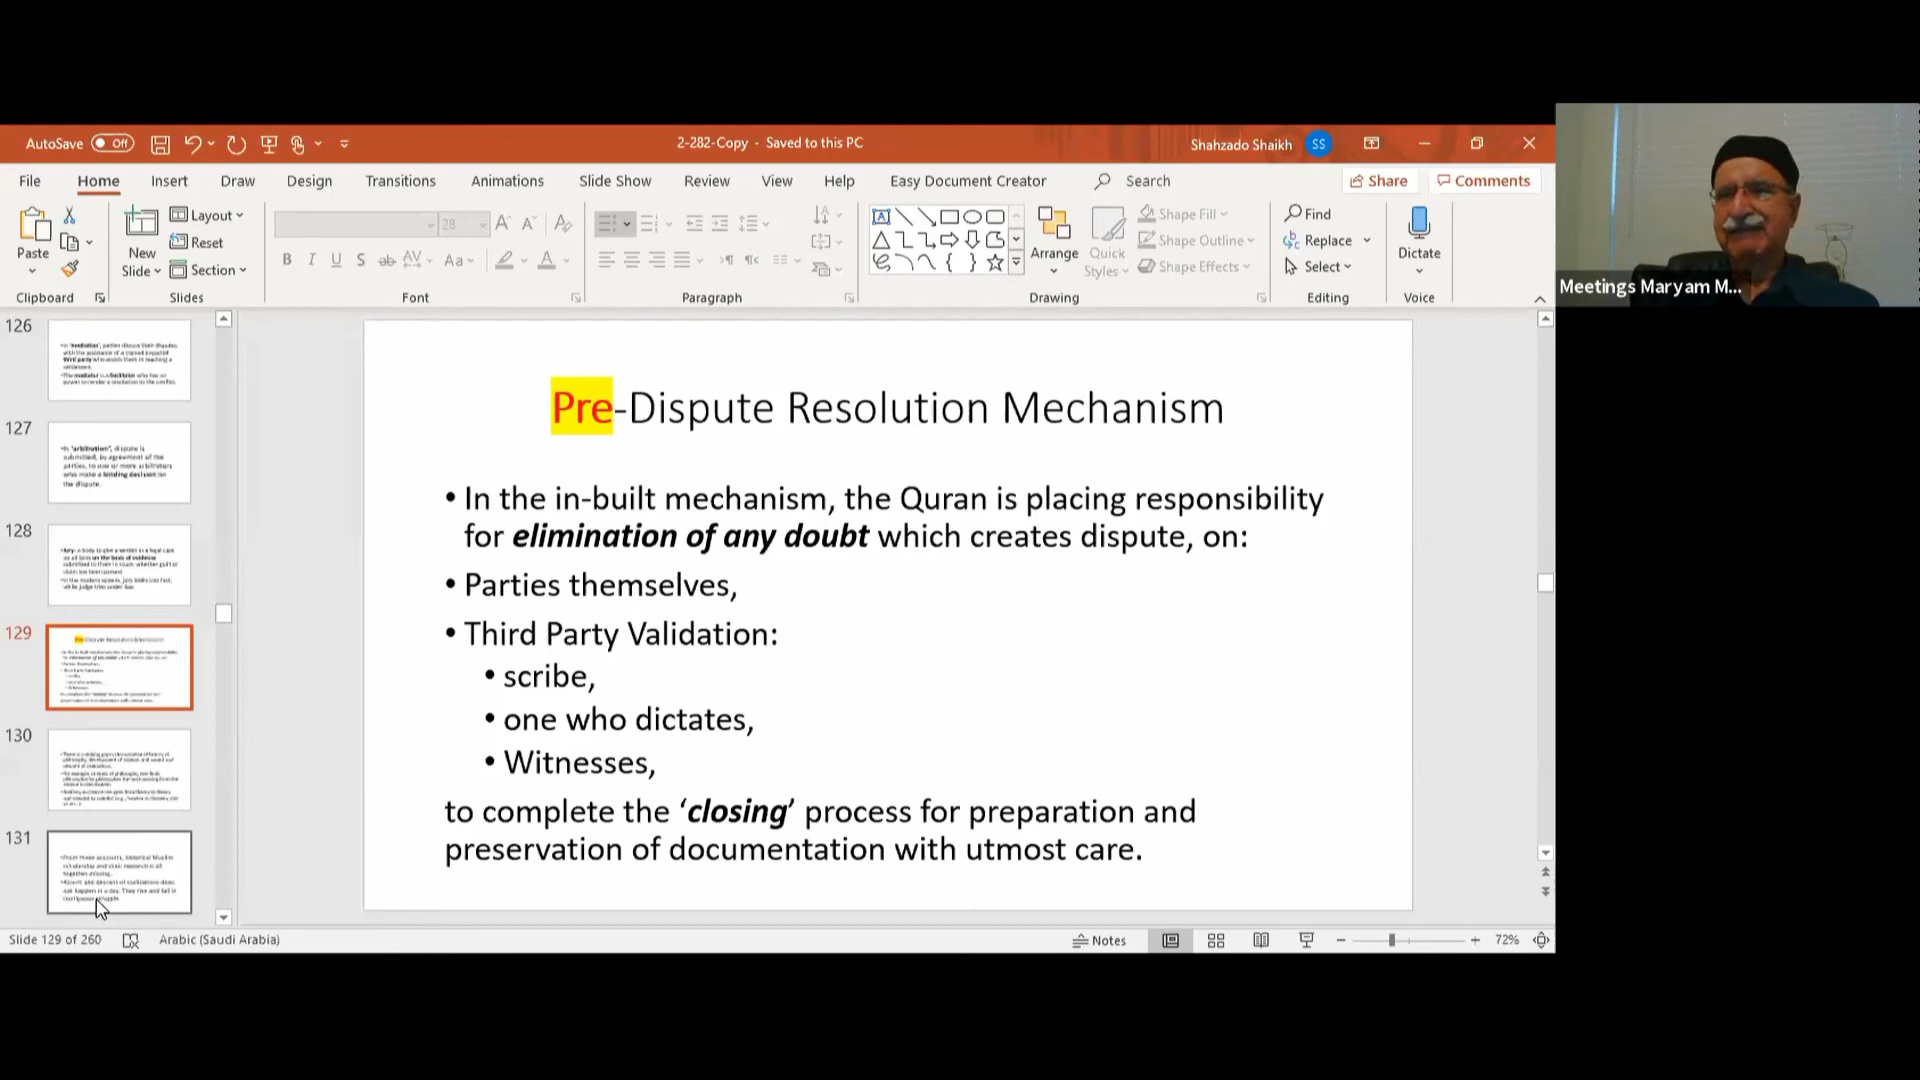 AutoSave Off
2-282-Copy - Saved to this PC
Shahzado Shaikh SS
File Home Insert Draw Design Transitions Animations Slide Show Review View Help Easy Document Creator Search Share Comments
Paste
Clipboard
New
Slide
Layout
Reset
Section
Slides
28
B I U S ab AV Aa A
Font
Paragraph
Arrange
Quick
Styles
Shape Fill
Shape Outline
Shape Effects
Drawing
Find
Replace
Select
Editing
Dictate
Voice
Meetings Maryam M...
126
127
128
129
130
131
Pre-Dispute Resolution Mechanism
• In the in-built mechanism, the Quran is placing responsibility
for elimination of any doubt which creates dispute, on:
• Parties themselves,
• Third Party Validation:
• scribe,
• one who dictates,
• Witnesses,
to complete the ‘closing’ process for preparation and
preservation of documentation with utmost care.
Slide 129 of 260 Arabic (Saudi Arabia) Notes 72%